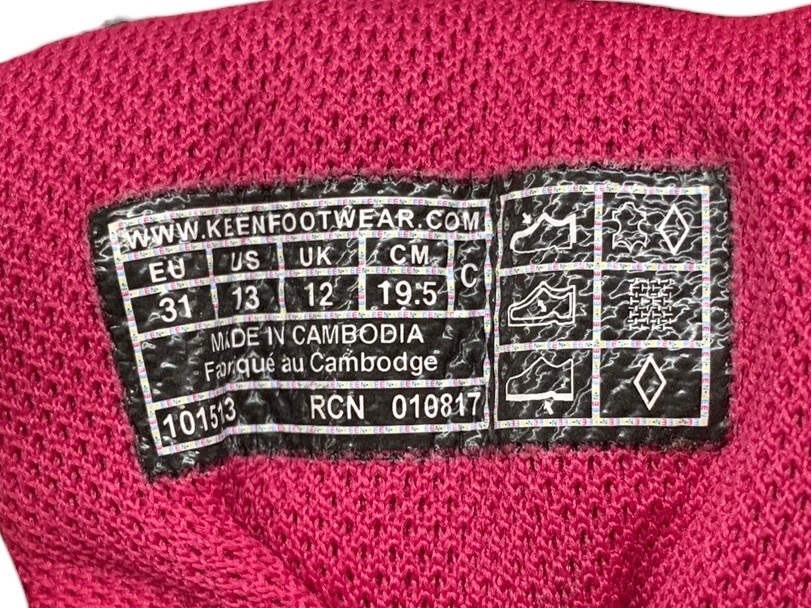 WWW.KEENFOOTWEAR.COM
EU US UK CM C
31 13 12 19.5
MADE IN CAMBODIA
Fabriqué au Cambodge
101513 RCN 010817